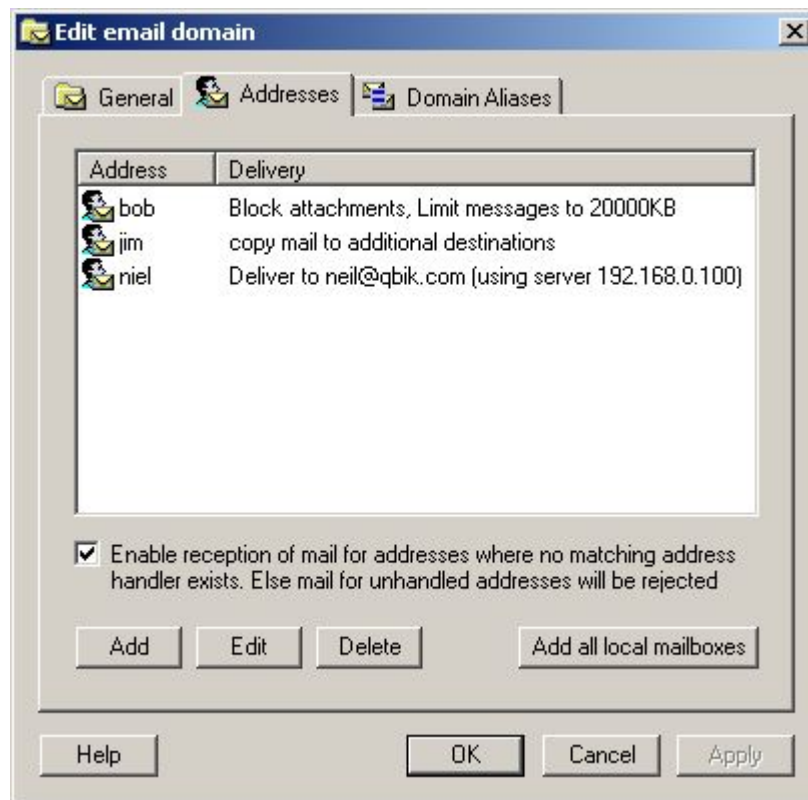 Edit email domain
General Addresses Domain Aliases
Address Delivery
bob Block attachments, Limit messages to 20000KB
jim copy mail to additional destinations
niel Deliver to neil@qbik.com (using server 192.168.0.100)
Enable reception of mail for addresses where no matching address
handler exists. Else mail for unhandled addresses will be rejected
Add Edit Delete Add all local mailboxes
Help OK Cancel Apply